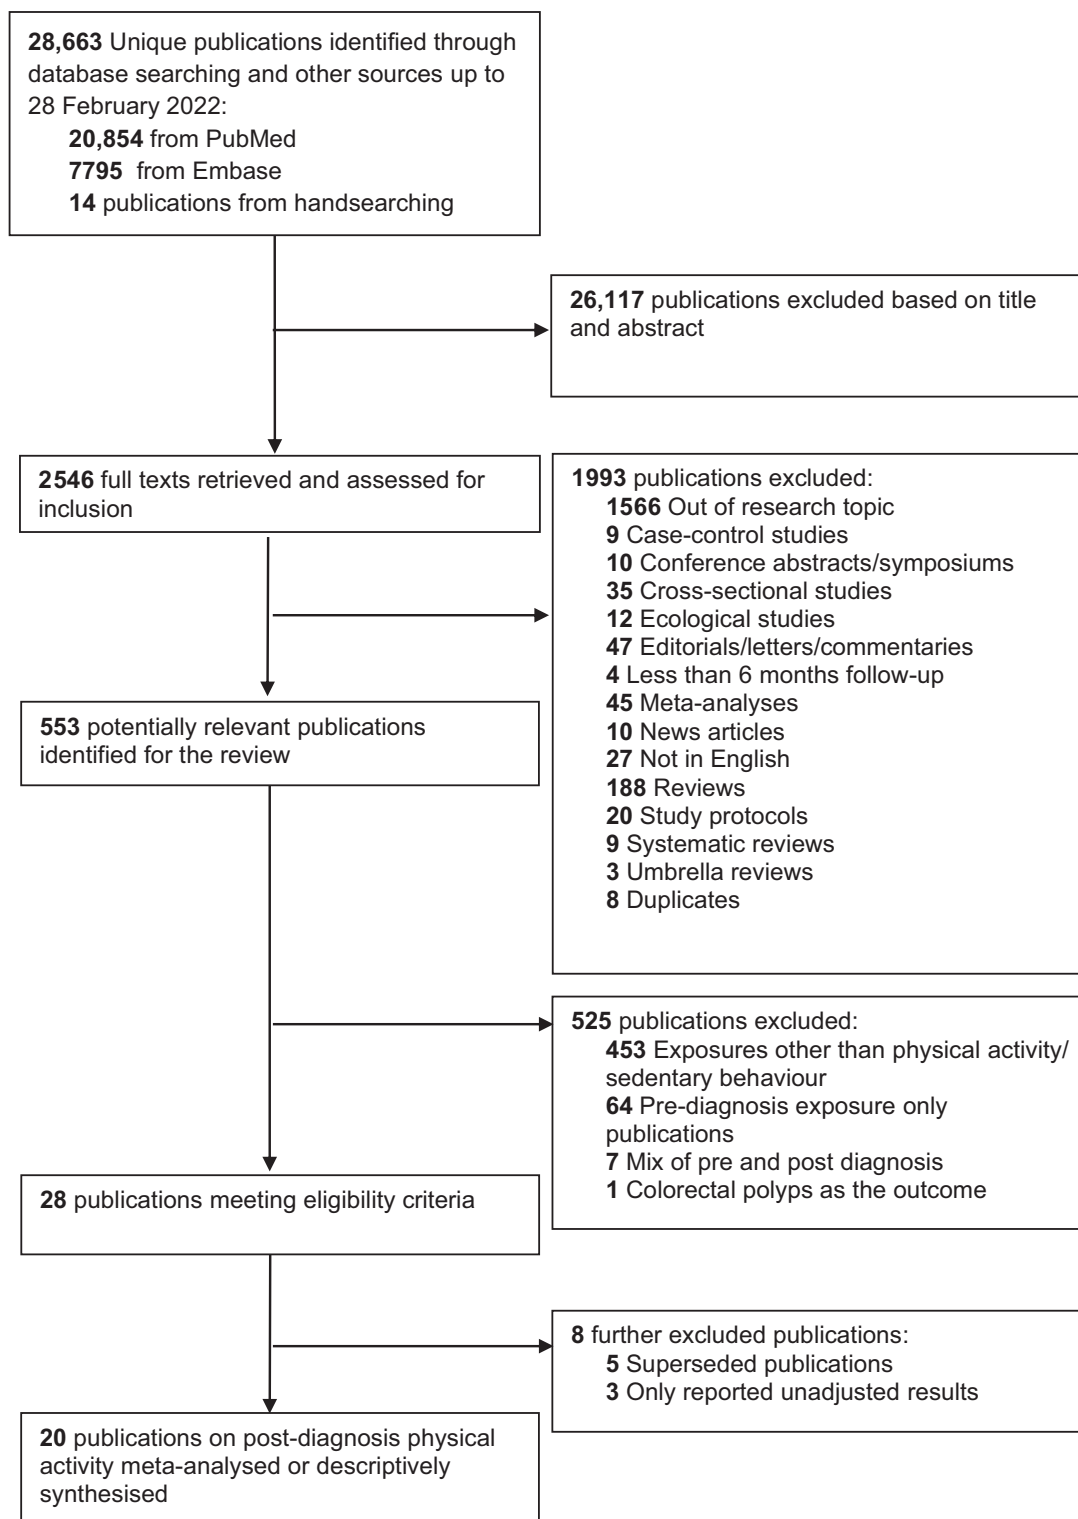 28,663 Unique publications identified through
database searching and other sources up to
28 February 2022:
20,854 from PubMed
7795 from Embase
14 publications from handsearching
26,117 publications excluded based on title
and abstract
2546 full texts retrieved and assessed for
inclusion
1993 publications excluded:
1566 Out of research topic
9 Case-control studies
10 Conference abstracts/symposiums
35 Cross-sectional studies
12 Ecological studies
47 Editorials/letters/commentaries
4 Less than 6 months follow-up
45 Meta-analyses
10 News articles
27 Not in English
188 Reviews
20 Study protocols
9 Systematic reviews
3 Umbrella reviews
8 Duplicates
553 potentially relevant publications
identified for the review
525 publications excluded:
453 Exposures other than physical activity/
sedentary behaviour
64 Pre-diagnosis exposure only
publications
7 Mix of pre and post diagnosis
1 Colorectal polyps as the outcome
28 publications meeting eligibility criteria
8 further excluded publications:
5 Superseded publications
3 Only reported unadjusted results
20 publications on post-diagnosis physical
activity meta-analysed or descriptively
synthesised